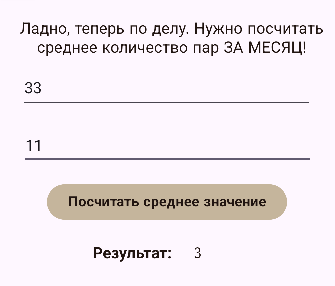 Ладно, теперь по делу. Нужно посчитать
среднее количество пар ЗА МЕСЯЦ!
33
11
Посчитать среднее значение
Результат: 3